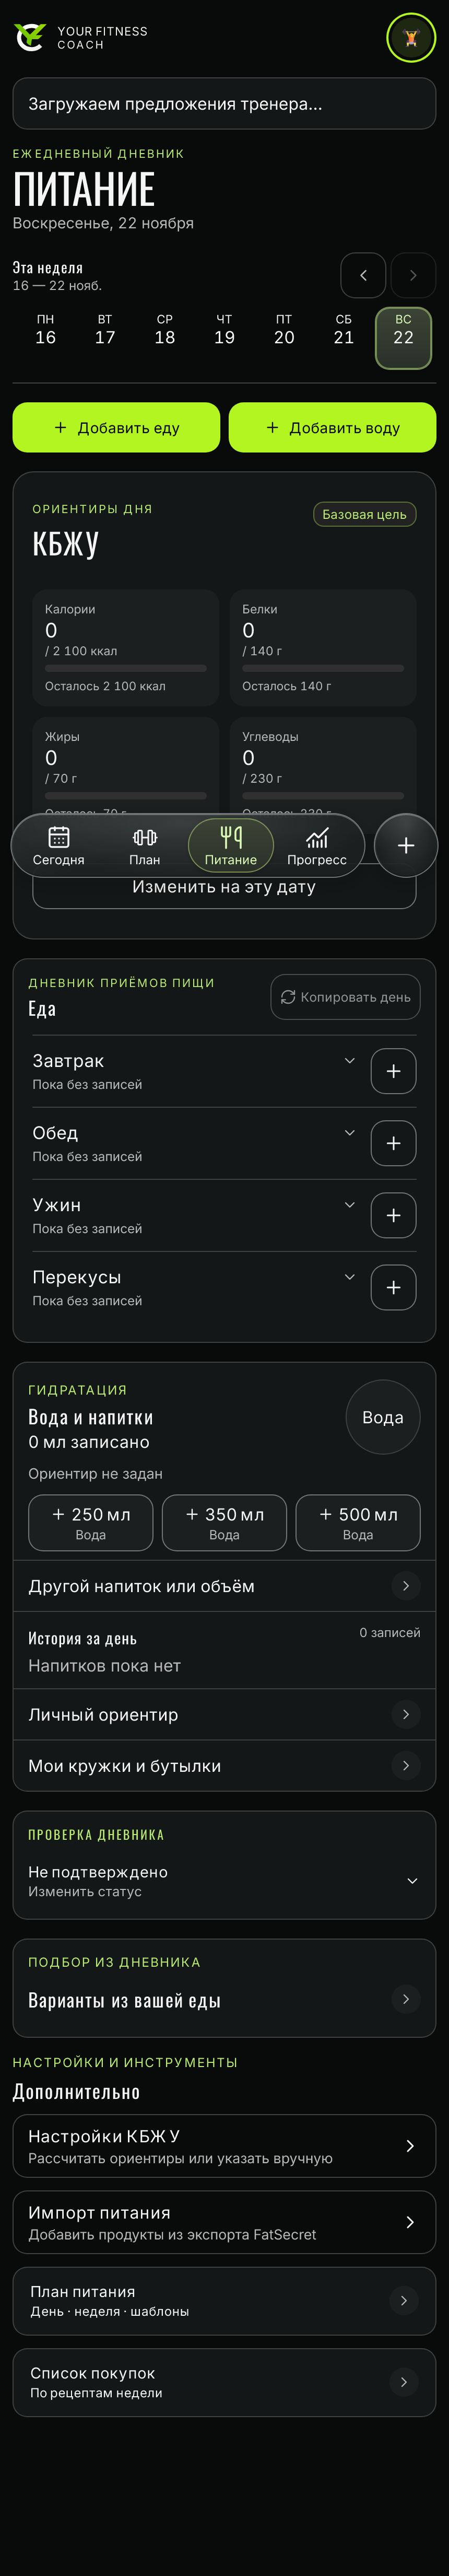 YOUR FITNESS
COACH
Загружаем предложения тренера...
ЕЖЕДНЕВНЫЙ ДНЕВНИК
ПИТАНИЕ
Воскресенье, 22 ноября
Эта неделя
16 — 22 нояб.
ПН ВТ СР ЧТ ПТ СБ ВС
16 17 18 19 20 21 22
+ Добавить еду
+ Добавить воду
ОРИЕНТИРЫ ДНЯ
Базовая цель
КБЖУ
Калории
0
/ 2 100 ккал
Осталось 2 100 ккал
Белки
0
/ 140 г
Осталось 140 г
Жиры
0
/ 70 г
Осталось 70 г
Углеводы
0
/ 230 г
Осталось 230 г
Сегодня
План
Питание
Прогресс
+
Изменить на эту дату
ДНЕВНИК ПРИЁМОВ ПИЩИ
Еда
Копировать день
Завтрак
Пока без записей
Обед
Пока без записей
Ужин
Пока без записей
Перекусы
Пока без записей
ГИДРАТАЦИЯ
Вода и напитки
0 мл записано
Вода
Ориентир не задан
+ 250 мл
Вода
+ 350 мл
Вода
+ 500 мл
Вода
Другой напиток или объём
История за день
0 записей
Напитков пока нет
Личный ориентир
Мои кружки и бутылки
ПРОВЕРКА ДНЕВНИКА
Не подтверждено
Изменить статус
ПОДБОР ИЗ ДНЕВНИКА
Варианты из вашей еды
НАСТРОЙКИ И ИНСТРУМЕНТЫ
Дополнительно
Настройки КБЖУ
Рассчитать ориентиры или указать вручную
Импорт питания
Добавить продукты из экспорта FatSecret
План питания
День · неделя · шаблоны
Список покупок
По рецептам недели